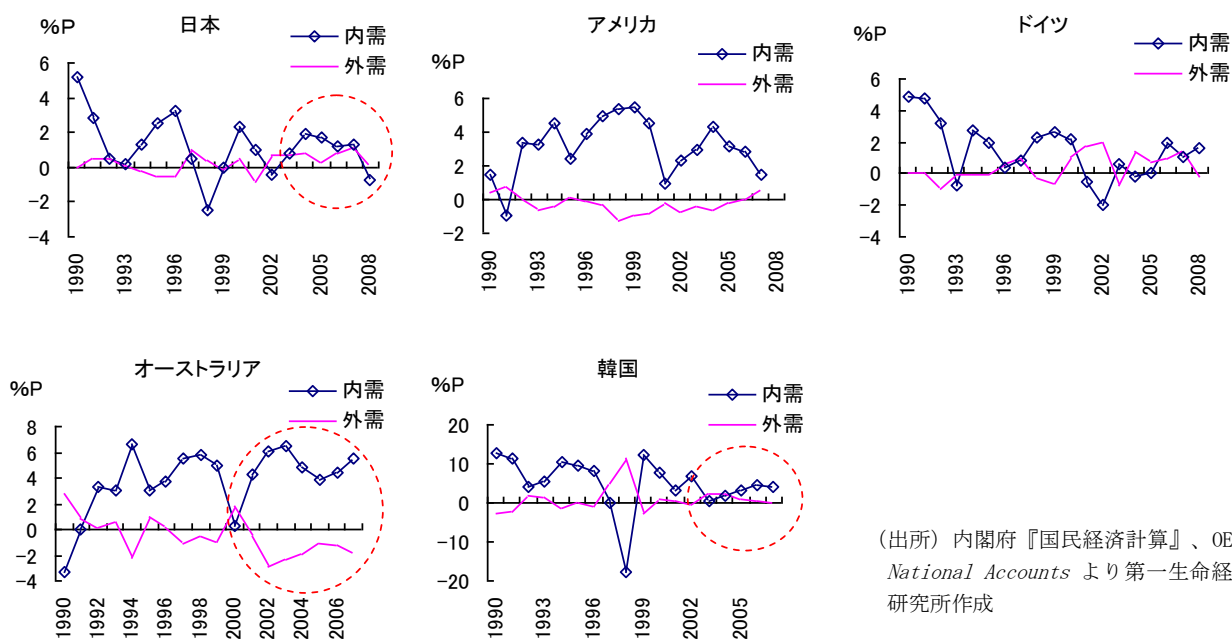 日本
%P
内需
外需
6
4
2
0
-2
-4
1990
1993
1996
1999
2002
2005
2008
アメリカ
%P
内需
外需
6
4
2
0
-2
1990
1993
1996
1999
2002
2005
2008
ドイツ
%P
内需
外需
6
4
2
0
-2
-4
1990
1993
1996
1999
2002
2005
2008
オーストラリア
%P
内需
外需
8
6
4
2
0
-2
-4
1990
1992
1994
1996
1998
2000
2002
2004
2006
韓国
%P
内需
外需
20
10
0
-10
-20
1990
1993
1996
1999
2002
2005
(出所)内閣府『国民経済計算』、OE
National Accounts より第一生命経
研究所作成